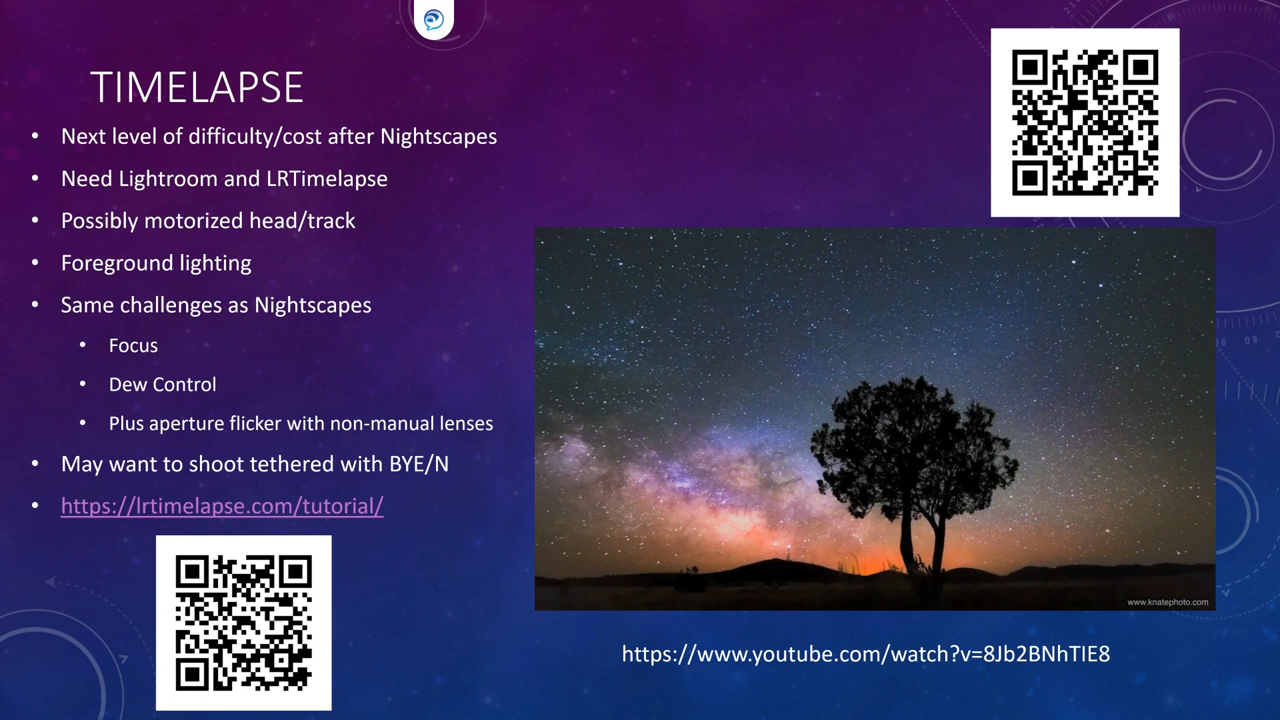 TIMELAPSE
• Next level of difficulty/cost after Nightscapes
• Need Lightroom and LRTimelapse
• Possibly motorized head/track
• Foreground lighting
• Same challenges as Nightscapes
• Focus
• Dew Control
• Plus aperture flicker with non-manual lenses
• May want to shoot tethered with BYE/N
• https://lrtimelapse.com/tutorial/
www.knatephoto.com
https://www.youtube.com/watch?v=8Jb2BNhTIE8